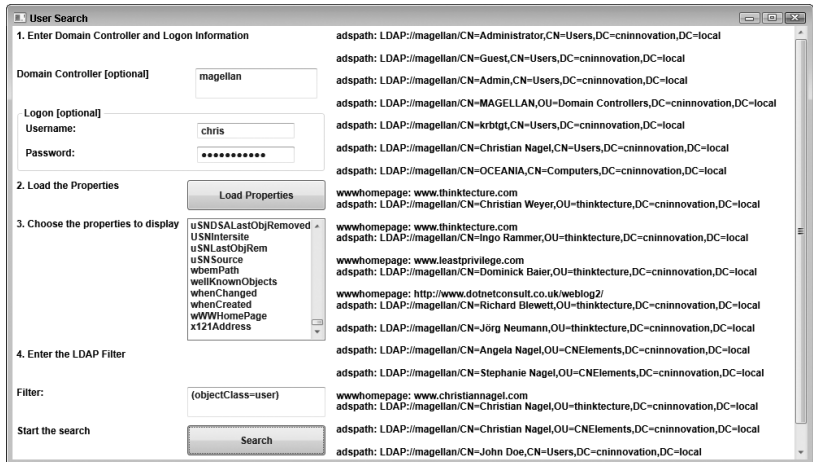 User Search
1. Enter Domain Controller and Logon Information
Domain Controller [optional]
magellan
Logon [optional]
Username:
chris
Password:
●●●●●●●●●●●
2. Load the Properties
Load Properties
3. Choose the properties to display
uSNDSALastObjRemoved
USNIntersite
uSNLastObjRem
uSNSource
wbemPath
wellKnownObjects
whenChanged
whenCreated
wWWHomePage
x121Address
4. Enter the LDAP Filter
Filter:
(objectClass=user)
Start the search
Search
adspath: LDAP://magellan/CN=Administrator,CN=Users,DC=cninnovation,DC=local
adspath: LDAP://magellan/CN=Guest,CN=Users,DC=cninnovation,DC=local
adspath: LDAP://magellan/CN=Admin,CN=Users,DC=cninnovation,DC=local
adspath: LDAP://magellan/CN=MAGELLAN,OU=Domain Controllers,DC=cninnovation,DC=local
adspath: LDAP://magellan/CN=krbtgt,CN=Users,DC=cninnovation,DC=local
adspath: LDAP://magellan/CN=Christian Nagel,CN=Users,DC=cninnovation,DC=local
adspath: LDAP://magellan/CN=OCEANIA,CN=Computers,DC=cninnovation,DC=local
wwwhomepage: www.thinktecture.com
adspath: LDAP://magellan/CN=Christian Weyer,OU=thinktecture,DC=cninnovation,DC=local
wwwhomepage: www.thinktecture.com
adspath: LDAP://magellan/CN=Ingo Rammer,OU=thinktecture,DC=cninnovation,DC=local
wwwhomepage: www.leastprivilege.com
adspath: LDAP://magellan/CN=Dominick Baier,OU=thinktecture,DC=cninnovation,DC=local
wwwhomepage: http://www.dotnetconsult.co.uk/weblog2/
adspath: LDAP://magellan/CN=Richard Blewett,OU=thinktecture,DC=cninnovation,DC=local
adspath: LDAP://magellan/CN=Jörg Neumann,OU=thinktecture,DC=cninnovation,DC=local
adspath: LDAP://magellan/CN=Angela Nagel,OU=CNElements,DC=cninnovation,DC=local
adspath: LDAP://magellan/CN=Stephanie Nagel,OU=CNElements,DC=cninnovation,DC=local
wwwhomepage: www.christiannagel.com
adspath: LDAP://magellan/CN=Christian Nagel,OU=thinktecture,DC=cninnovation,DC=local
adspath: LDAP://magellan/CN=Christian Nagel,OU=CNElements,DC=cninnovation,DC=local
adspath: LDAP://magellan/CN=John Doe,CN=Users,DC=cninnovation,DC=local